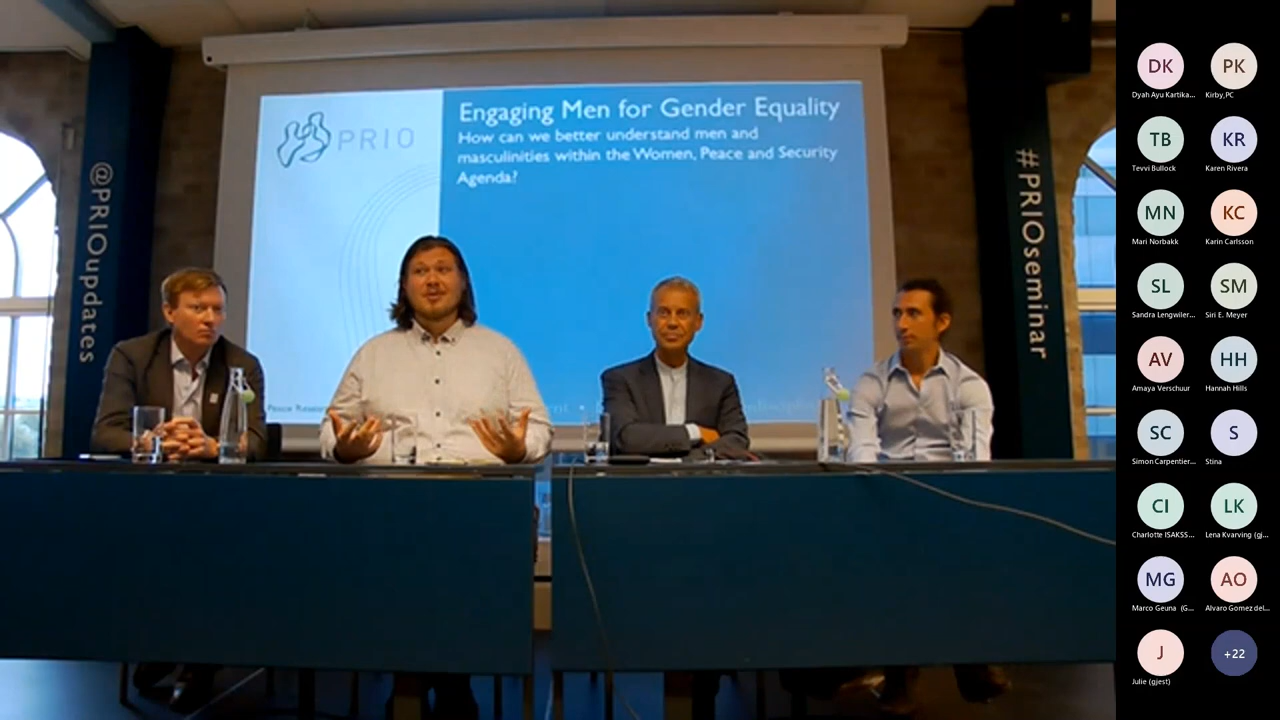 @PRIOupdates
PRIO
Engaging Men for Gender Equality
How can we better understand men and
masculinities within the Women, Peace and Security
Agenda?
#PRIOseminar
DK
Dyah Ayu Kartika...
PK
Kirby,PC
TB
Tevvi Bullock
KR
Karen Rivera
MN
Mari Norbakk
KC
Karin Carlsson
SL
Sandra Lengwiler...
SM
Siri E. Meyer
AV
Amaya Verschuur
HH
Hannah Hills
SC
Simon Carpentier...
S
Stina
CI
Charlotte ISAKSS...
LK
Lena Kvarving (gj...
MG
Marco Geuna (G...
AO
Alvaro Gomez del...
J
Julie (gjest)
+22